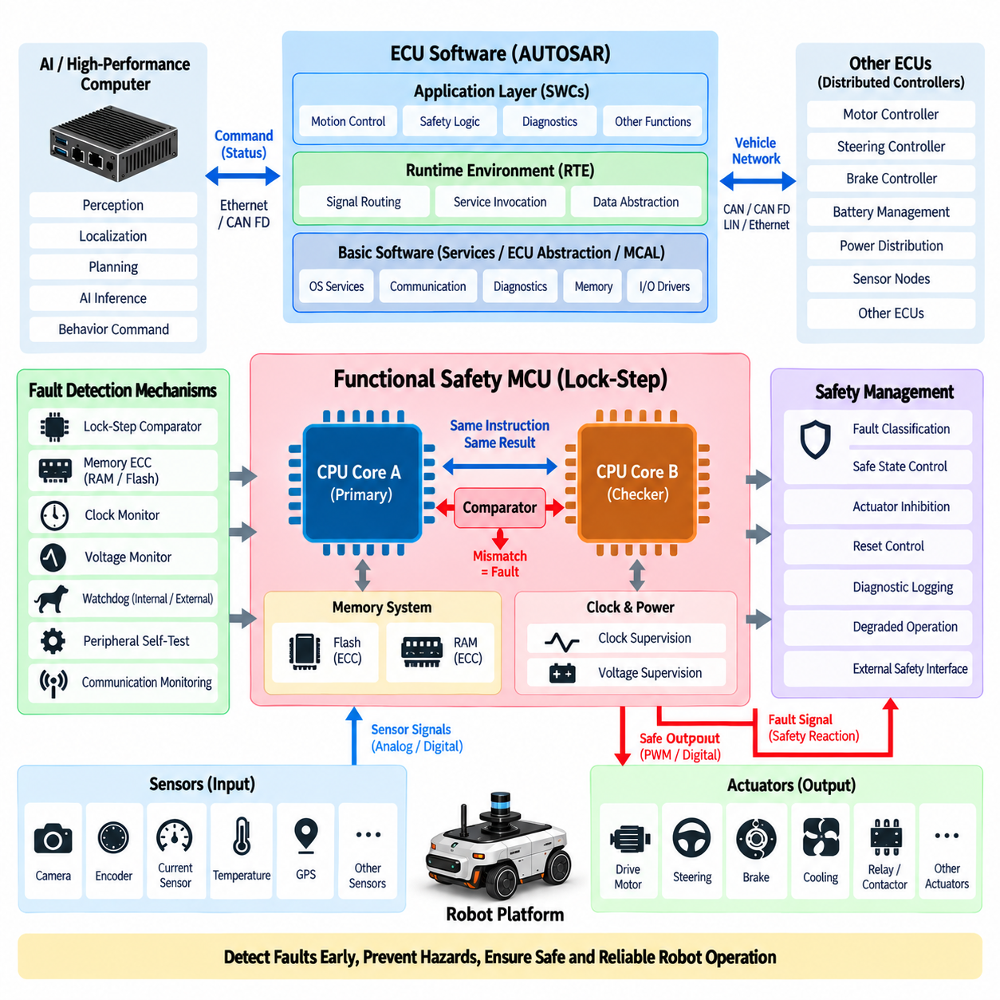 AI / High-Performance
Computer
Perception
Localization
Planning
AI Inference
Behavior Command
Command
(Status)
Ethernet
/ CAN FD
ECU Software (AUTOSAR)
Application Layer (SWCs)
Motion Control
Safety Logic
Diagnostics
Other Functions
Runtime Environment (RTE)
Signal Routing
Service Invocation
Data Abstraction
Basic Software (Services / ECU Abstraction / MCAL)
OS Services
Communication
Diagnostics
Memory
I/O Drivers
Vehicle
Network
CAN / CAN FD
LIN / Ethernet
Other ECUs
(Distributed Controllers)
Motor Controller
Steering Controller
Brake Controller
Battery Management
Power Distribution
Sensor Nodes
Other ECUs
Fault Detection Mechanisms
Lock-Step Comparator
Memory ECC
(RAM / Flash)
Clock Monitor
Voltage Monitor
Watchdog (Internal / External)
Peripheral Self-Test
Communication Monitoring
Functional Safety MCU (Lock-Step)
CPU Core A
(Primary)
Same Instruction
Same Result
Comparator
Mismatch
= Fault
CPU Core B
(Checker)
Memory System
Flash
(ECC)
RAM
(ECC)
Clock & Power
Clock Supervision
Voltage Supervision
Safety Management
Fault Classification
Safe State Control
Actuator Inhibition
Reset Control
Diagnostic Logging
Degraded Operation
External Safety Interface
Sensor Signals
(Analog / Digital)
Safe Outpout
(PWM / Digital)
Fault Signal
(Safety Reaction)
Sensors (Input)
Camera
Encoder
Current
Sensor
Temperature
GPS
Other
Sensors
Robot Platform
Actuators (Output)
Drive
Motor
Steering
Brake
Cooling
Relay /
Contactor
Other
Actuators
Detect Faults Early, Prevent Hazards, Ensure Safe and Reliable Robot Operation